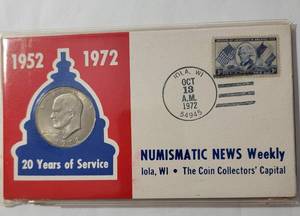 1952 1972
20 Years of Service
IOLA, WI
OCT
13
A.M.
1972
54945
NUMISMATIC NEWS Weekly
Iola, WI • The Coin Collectors' Capital